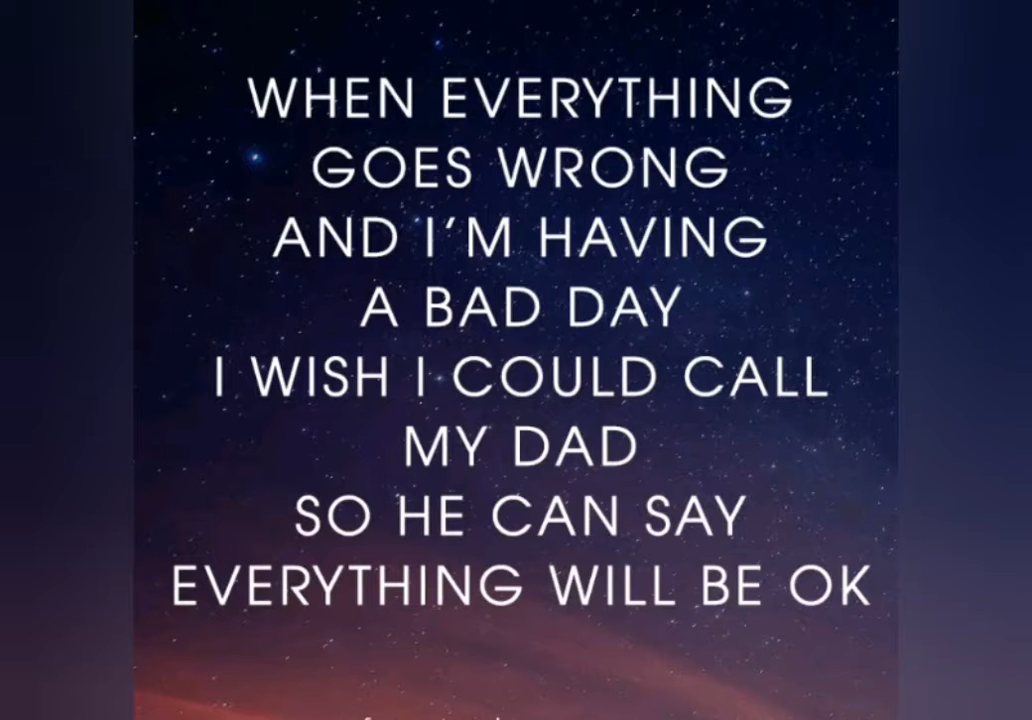 WHEN EVERYTHING
GOES WRONG
AND I'M HAVING
A BAD DAY
I WISH I COULD CALL
MY DAD
SO HE CAN SAY
EVERYTHING WILL BE OK